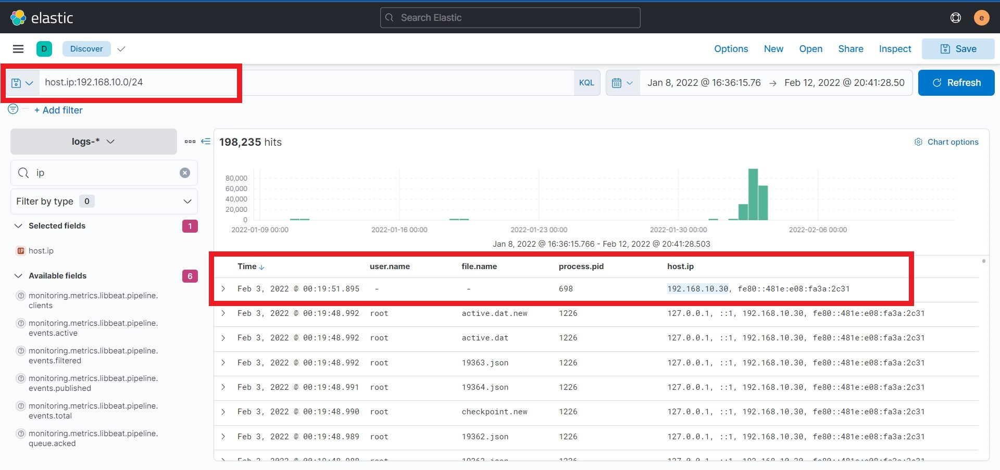 elastic
Search Elastic
e
D
Discover
Options New Open Share Inspect Save
host.ip:192.168.10.0/24
KQL
Jan 8, 2022 @ 16:36:15.76 → Feb 12, 2022 @ 20:41:28.50
Refresh
+ Add filter
logs-*
198,235 hits
Chart options
ip
Filter by type 0
Selected fields 1
host.ip
Available fields 6
monitoring.metrics.libbeat.pipeline.
clients
monitoring.metrics.libbeat.pipeline.
events.active
monitoring.metrics.libbeat.pipeline.
events.filtered
monitoring.metrics.libbeat.pipeline.
events.published
monitoring.metrics.libbeat.pipeline.
events.total
monitoring.metrics.libbeat.pipeline.
queue.acked
80,000
60,000
40,000
20,000
0
2022-01-09 00:00 2022-01-16 00:00 2022-01-23 00:00 2022-01-30 00:00 2022-02-06 00:00
Jan 8, 2022 @ 16:36:15.766 - Feb 12, 2022 @ 20:41:28.503
Time ↓ user.name file.name process.pid host.ip
Feb 3, 2022 @ 00:19:51.895 - - 698 192.168.10.30, fe80::481e:e08:fa3a:2c31
Feb 3, 2022 @ 00:19:48.992 root active.dat.new 1226 127.0.0.1, ::1, 192.168.10.30, fe80::481e:e08:fa3a:2c31
Feb 3, 2022 @ 00:19:48.992 root active.dat 1226 127.0.0.1, ::1, 192.168.10.30, fe80::481e:e08:fa3a:2c31
Feb 3, 2022 @ 00:19:48.992 root 19363.json 1226 127.0.0.1, ::1, 192.168.10.30, fe80::481e:e08:fa3a:2c31
Feb 3, 2022 @ 00:19:48.991 root 19364.json 1226 127.0.0.1, ::1, 192.168.10.30, fe80::481e:e08:fa3a:2c31
Feb 3, 2022 @ 00:19:48.990 root checkpoint.new 1226 127.0.0.1, ::1, 192.168.10.30, fe80::481e:e08:fa3a:2c31
Feb 3, 2022 @ 00:19:48.989 root 19362.json 1226 127.0.0.1, ::1, 192.168.10.30, fe80::481e:e08:fa3a:2c31